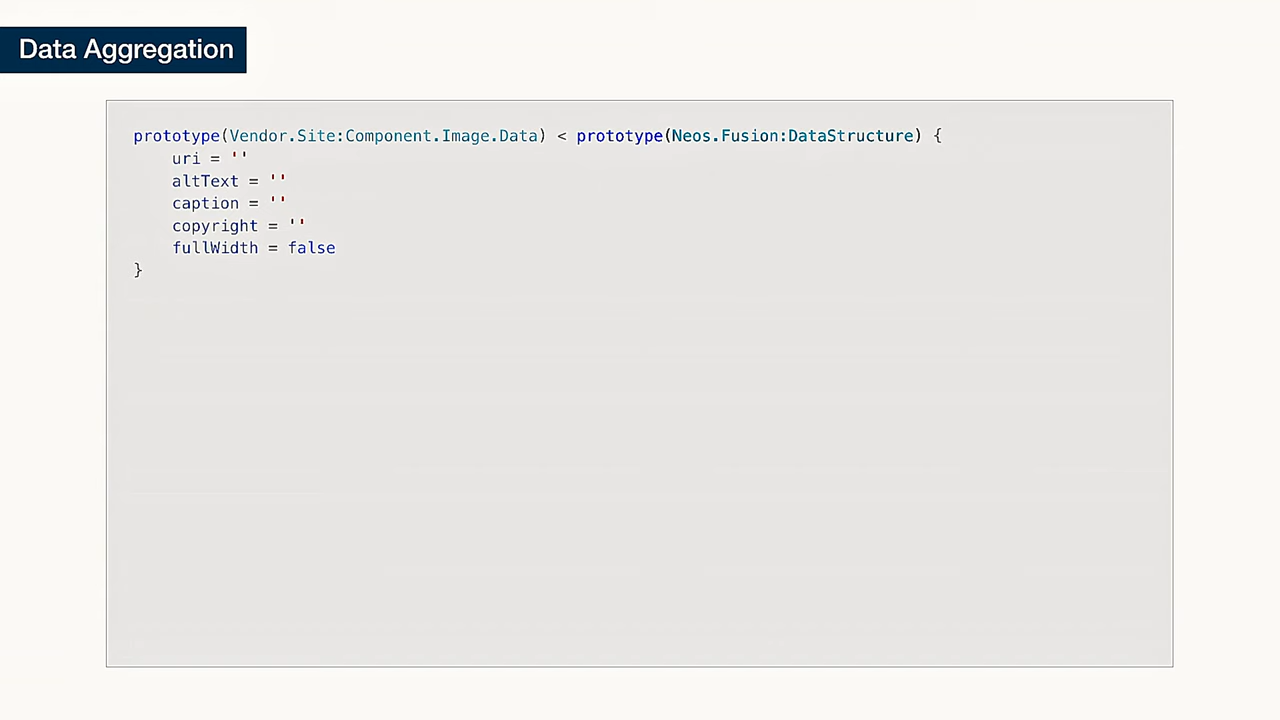 Data Aggregation
prototype(Vendor.Site:Component.Image.Data) < prototype(Neos.Fusion:DataStructure) {
    uri = ''
    altText = ''
    caption = ''
    copyright = ''
    fullWidth = false
}